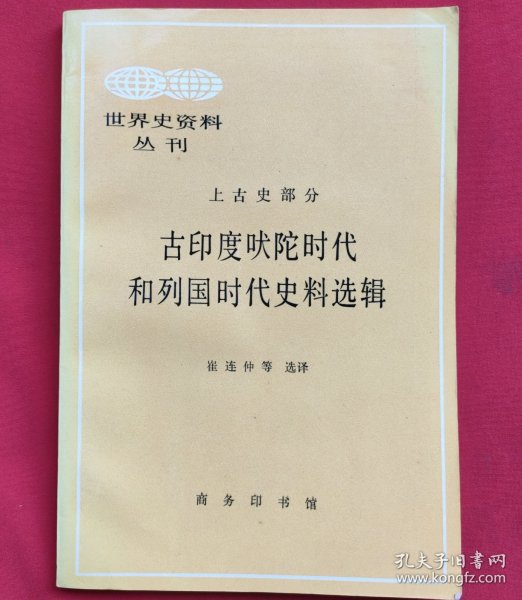 世界史资料
丛刊
上古史部分
古印度吠陀时代
和列国时代史料选辑
崔连仲等 选译
商务印书馆
孔夫子旧书网
www.kongfz.com